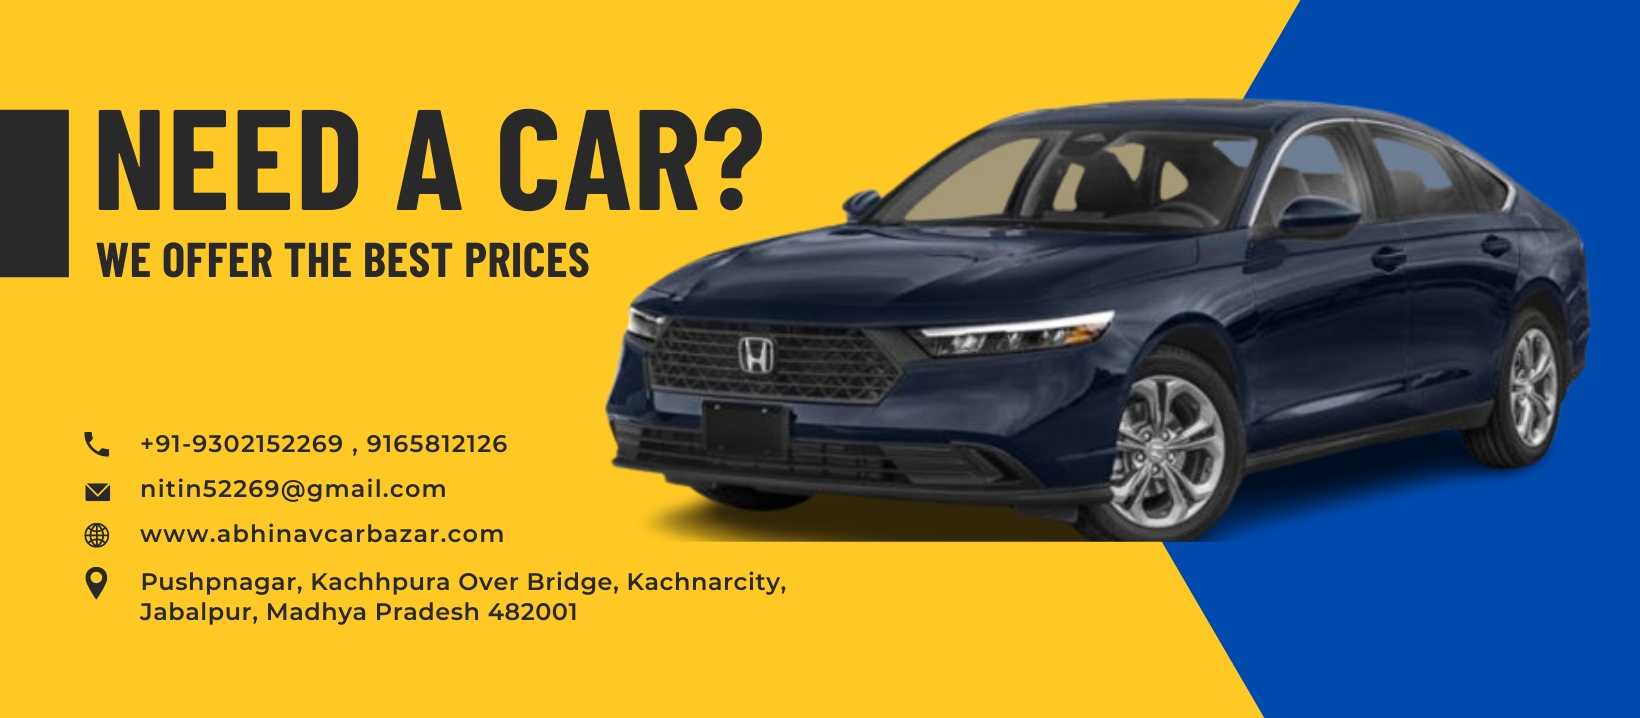 NEED A CAR?
WE OFFER THE BEST PRICES
+91-9302152269 , 9165812126
nitin52269@gmail.com
www.abhinavcarbazar.com
Pushpnagar, Kachhpura Over Bridge, Kachnarcity,
Jabalpur, Madhya Pradesh 482001